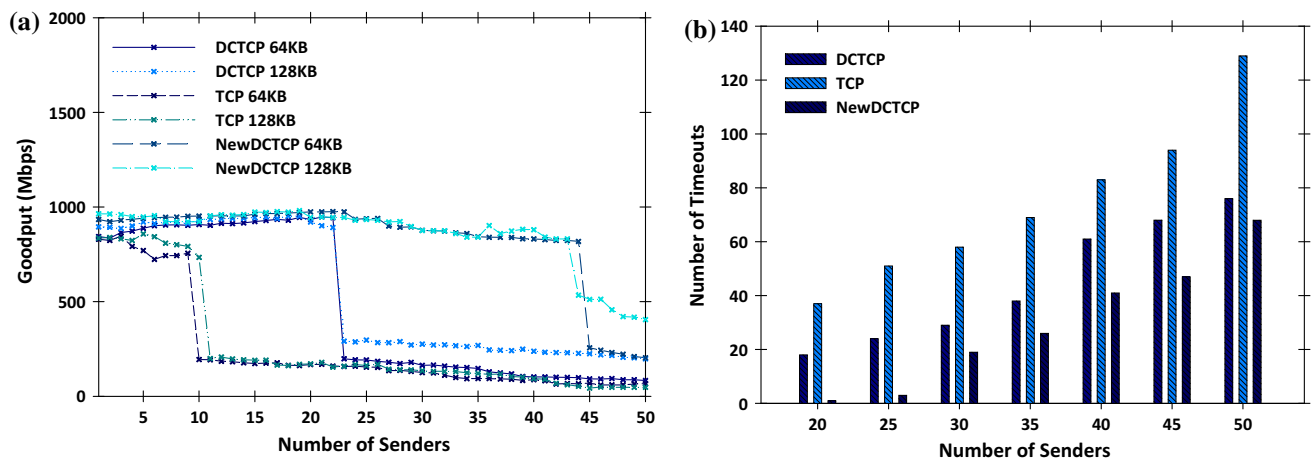 (a)
2000
1500
1000
500
0
Goodput (Mbps)
DCTCP 64KB
DCTCP 128KB
TCP 64KB
TCP 128KB
NewDCTCP 64KB
NewDCTCP 128KB
5 10 15 20 25 30 35 40 45 50
Number of Senders
(b)
140
120
100
80
60
40
20
0
Number of Timeouts
DCTCP
TCP
NewDCTCP
20 25 30 35 40 45 50
Number of Senders